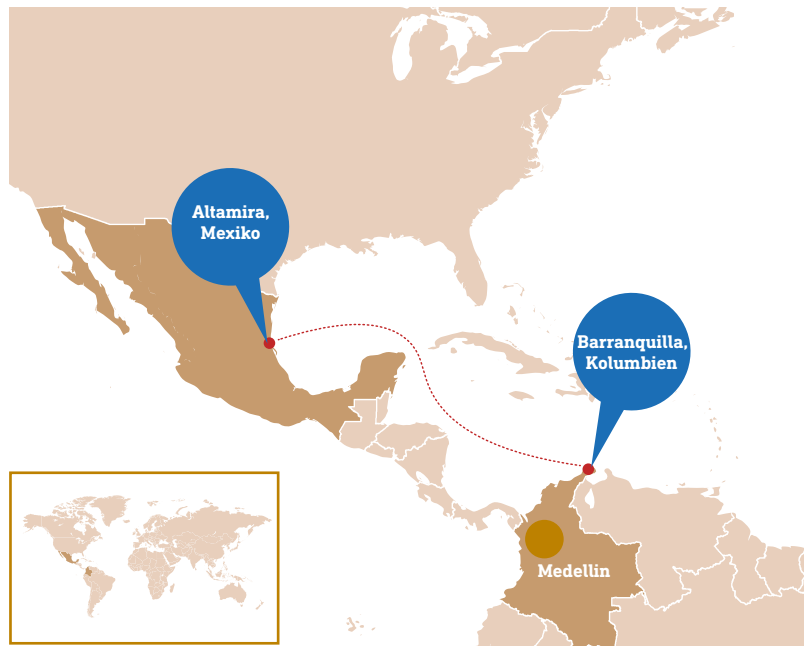 Altamira,
Mexiko
Barranquilla,
Kolumbien
Medellin